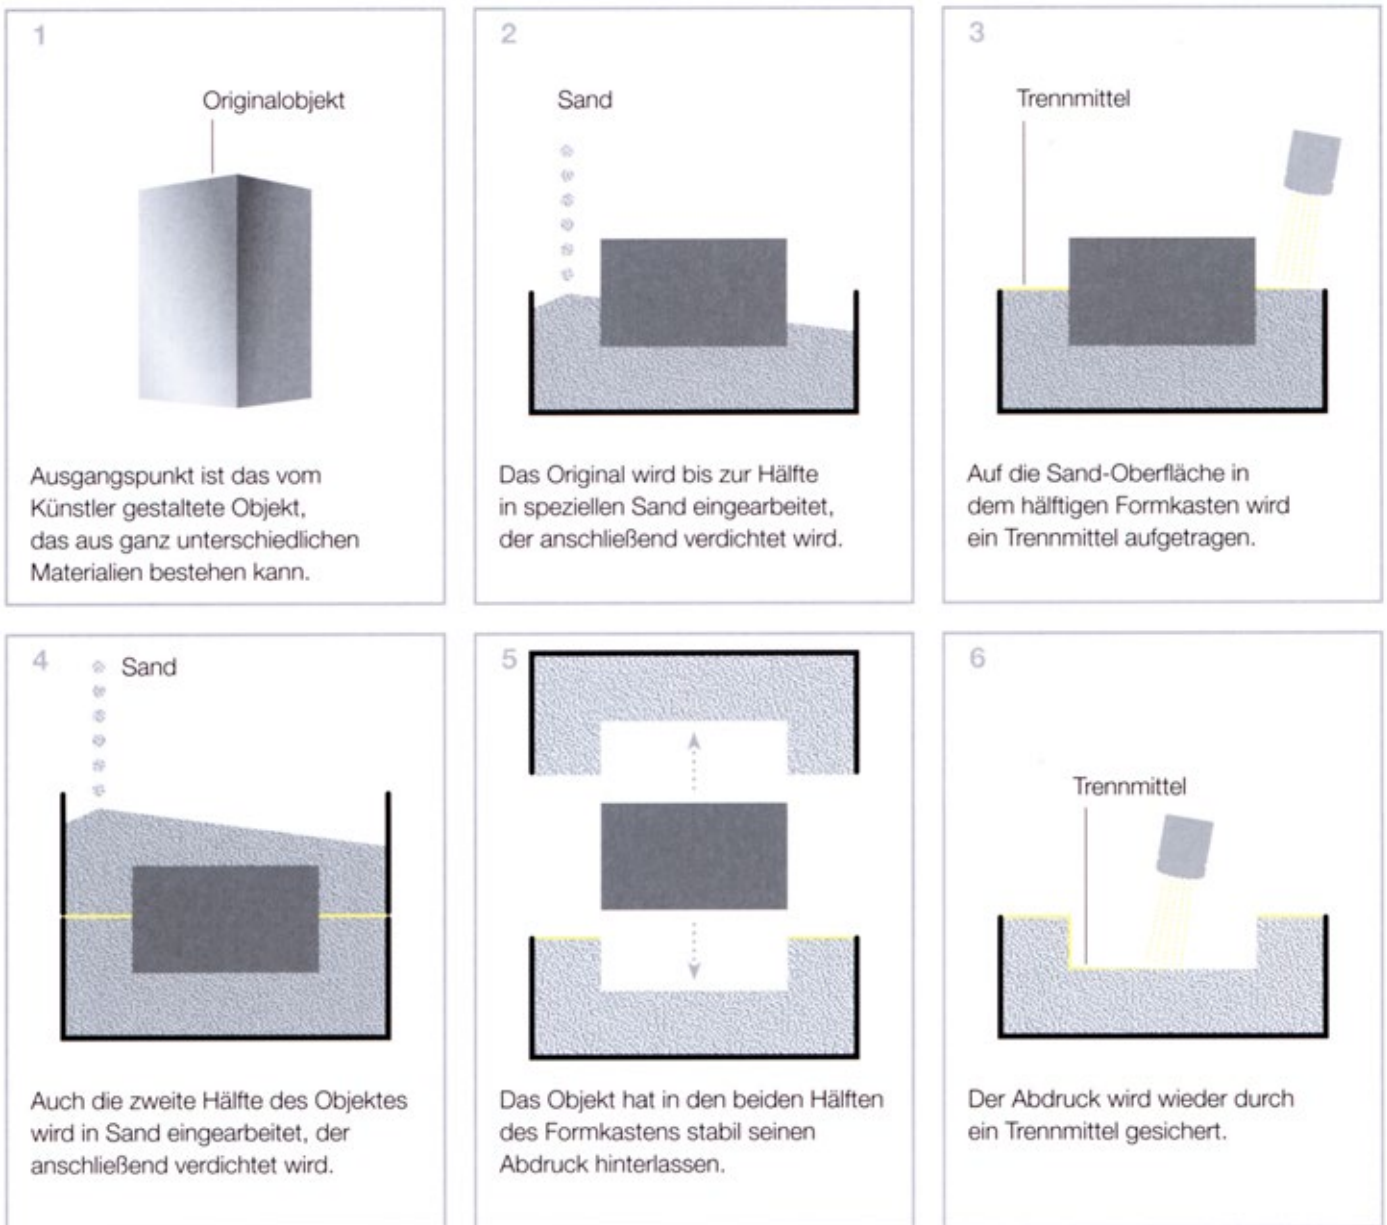 1
Originalobjekt
Ausgangspunkt ist das vom
Künstler gestaltete Objekt,
das aus ganz unterschiedlichen
Materialien bestehen kann.
2
Sand
Das Original wird bis zur Hälfte
in speziellen Sand eingearbeitet,
der anschließend verdichtet wird.
3
Trennmittel
Auf die Sand-Oberfläche in
dem hälftigen Formkasten wird
ein Trennmittel aufgetragen.
4
Sand
Auch die zweite Hälfte des Objektes
wird in Sand eingearbeitet, der
anschließend verdichtet wird.
5
Das Objekt hat in den beiden Hälften
des Formkastens stabil seinen
Abdruck hinterlassen.
6
Trennmittel
Der Abdruck wird wieder durch
ein Trennmittel gesichert.